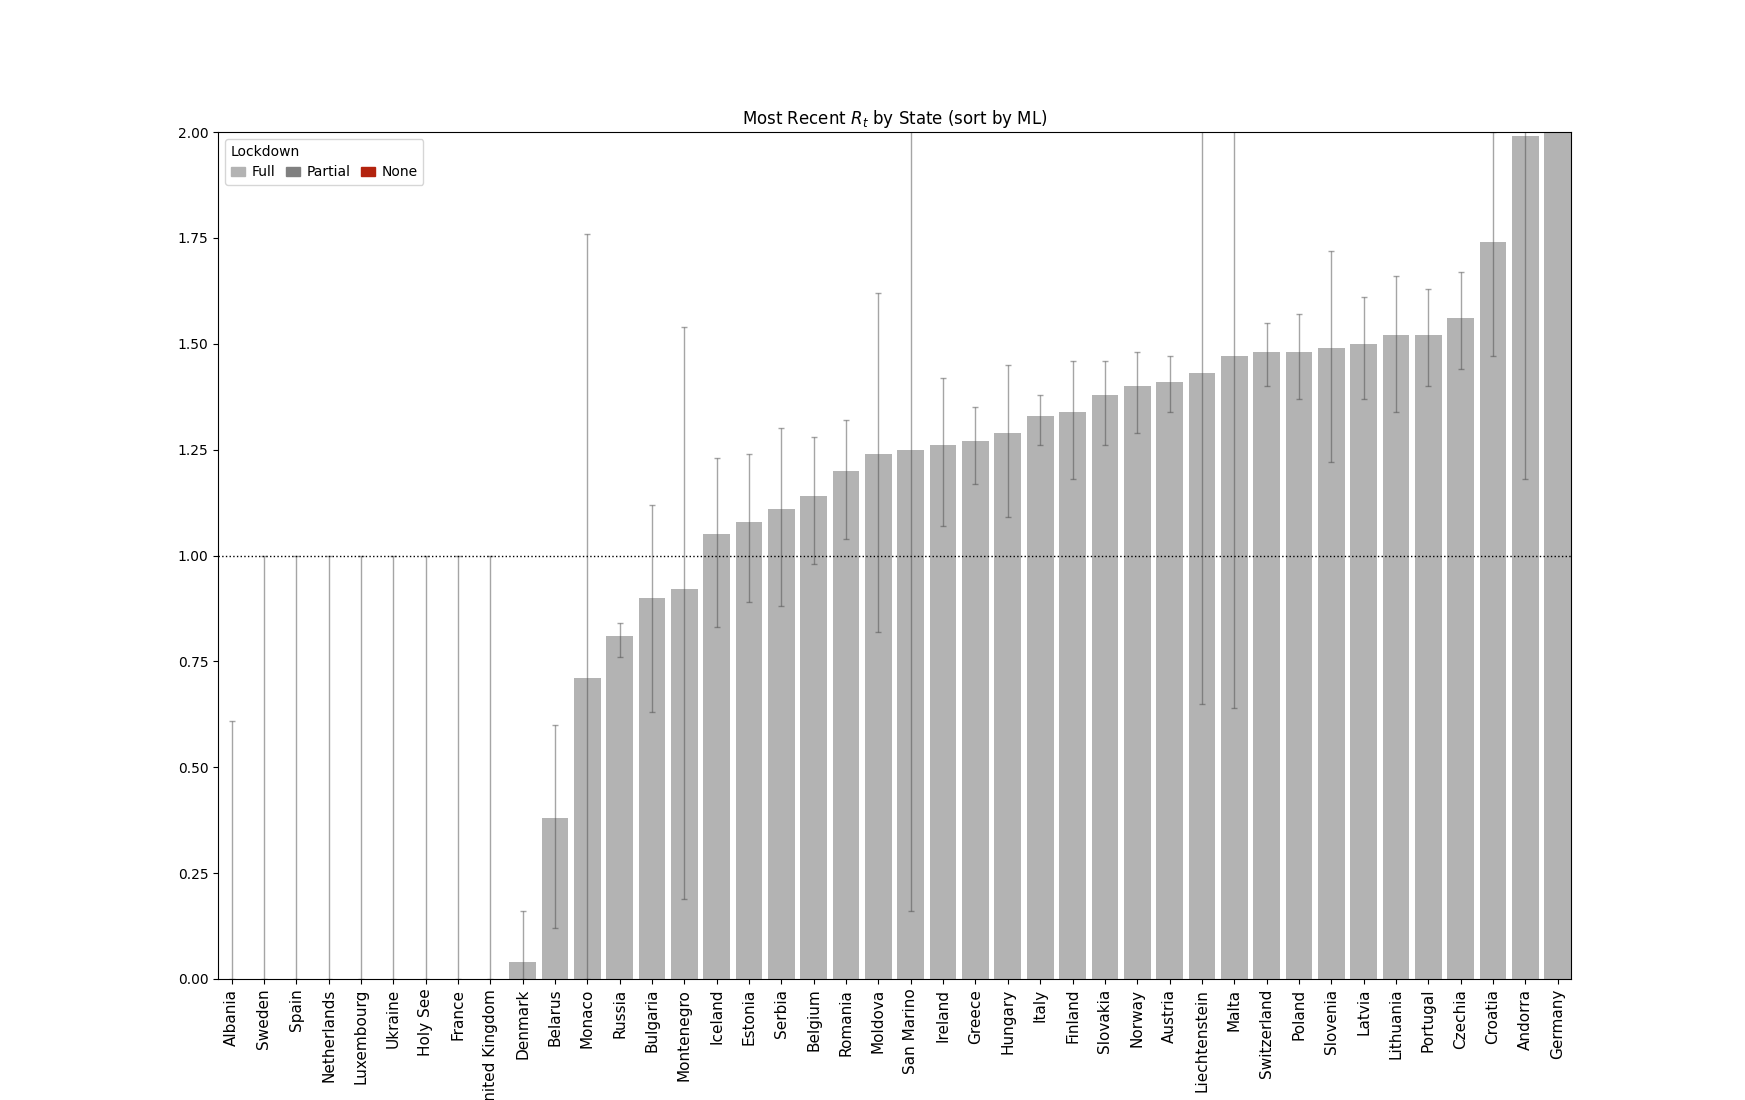 Most Recent R_t by State (sort by ML)
Lockdown
Full Partial None
2.00
1.75
1.50
1.25
1.00
0.75
0.50
0.25
0.00
Albania
Sweden
Spain
Netherlands
Luxembourg
Ukraine
Holy See
France
nited Kingdom
Denmark
Belarus
Monaco
Russia
Bulgaria
Montenegro
Iceland
Estonia
Serbia
Belgium
Romania
Moldova
San Marino
Ireland
Greece
Hungary
Italy
Finland
Slovakia
Norway
Austria
Liechtenstein
Malta
Switzerland
Poland
Slovenia
Latvia
Lithuania
Portugal
Czechia
Croatia
Andorra
Germany